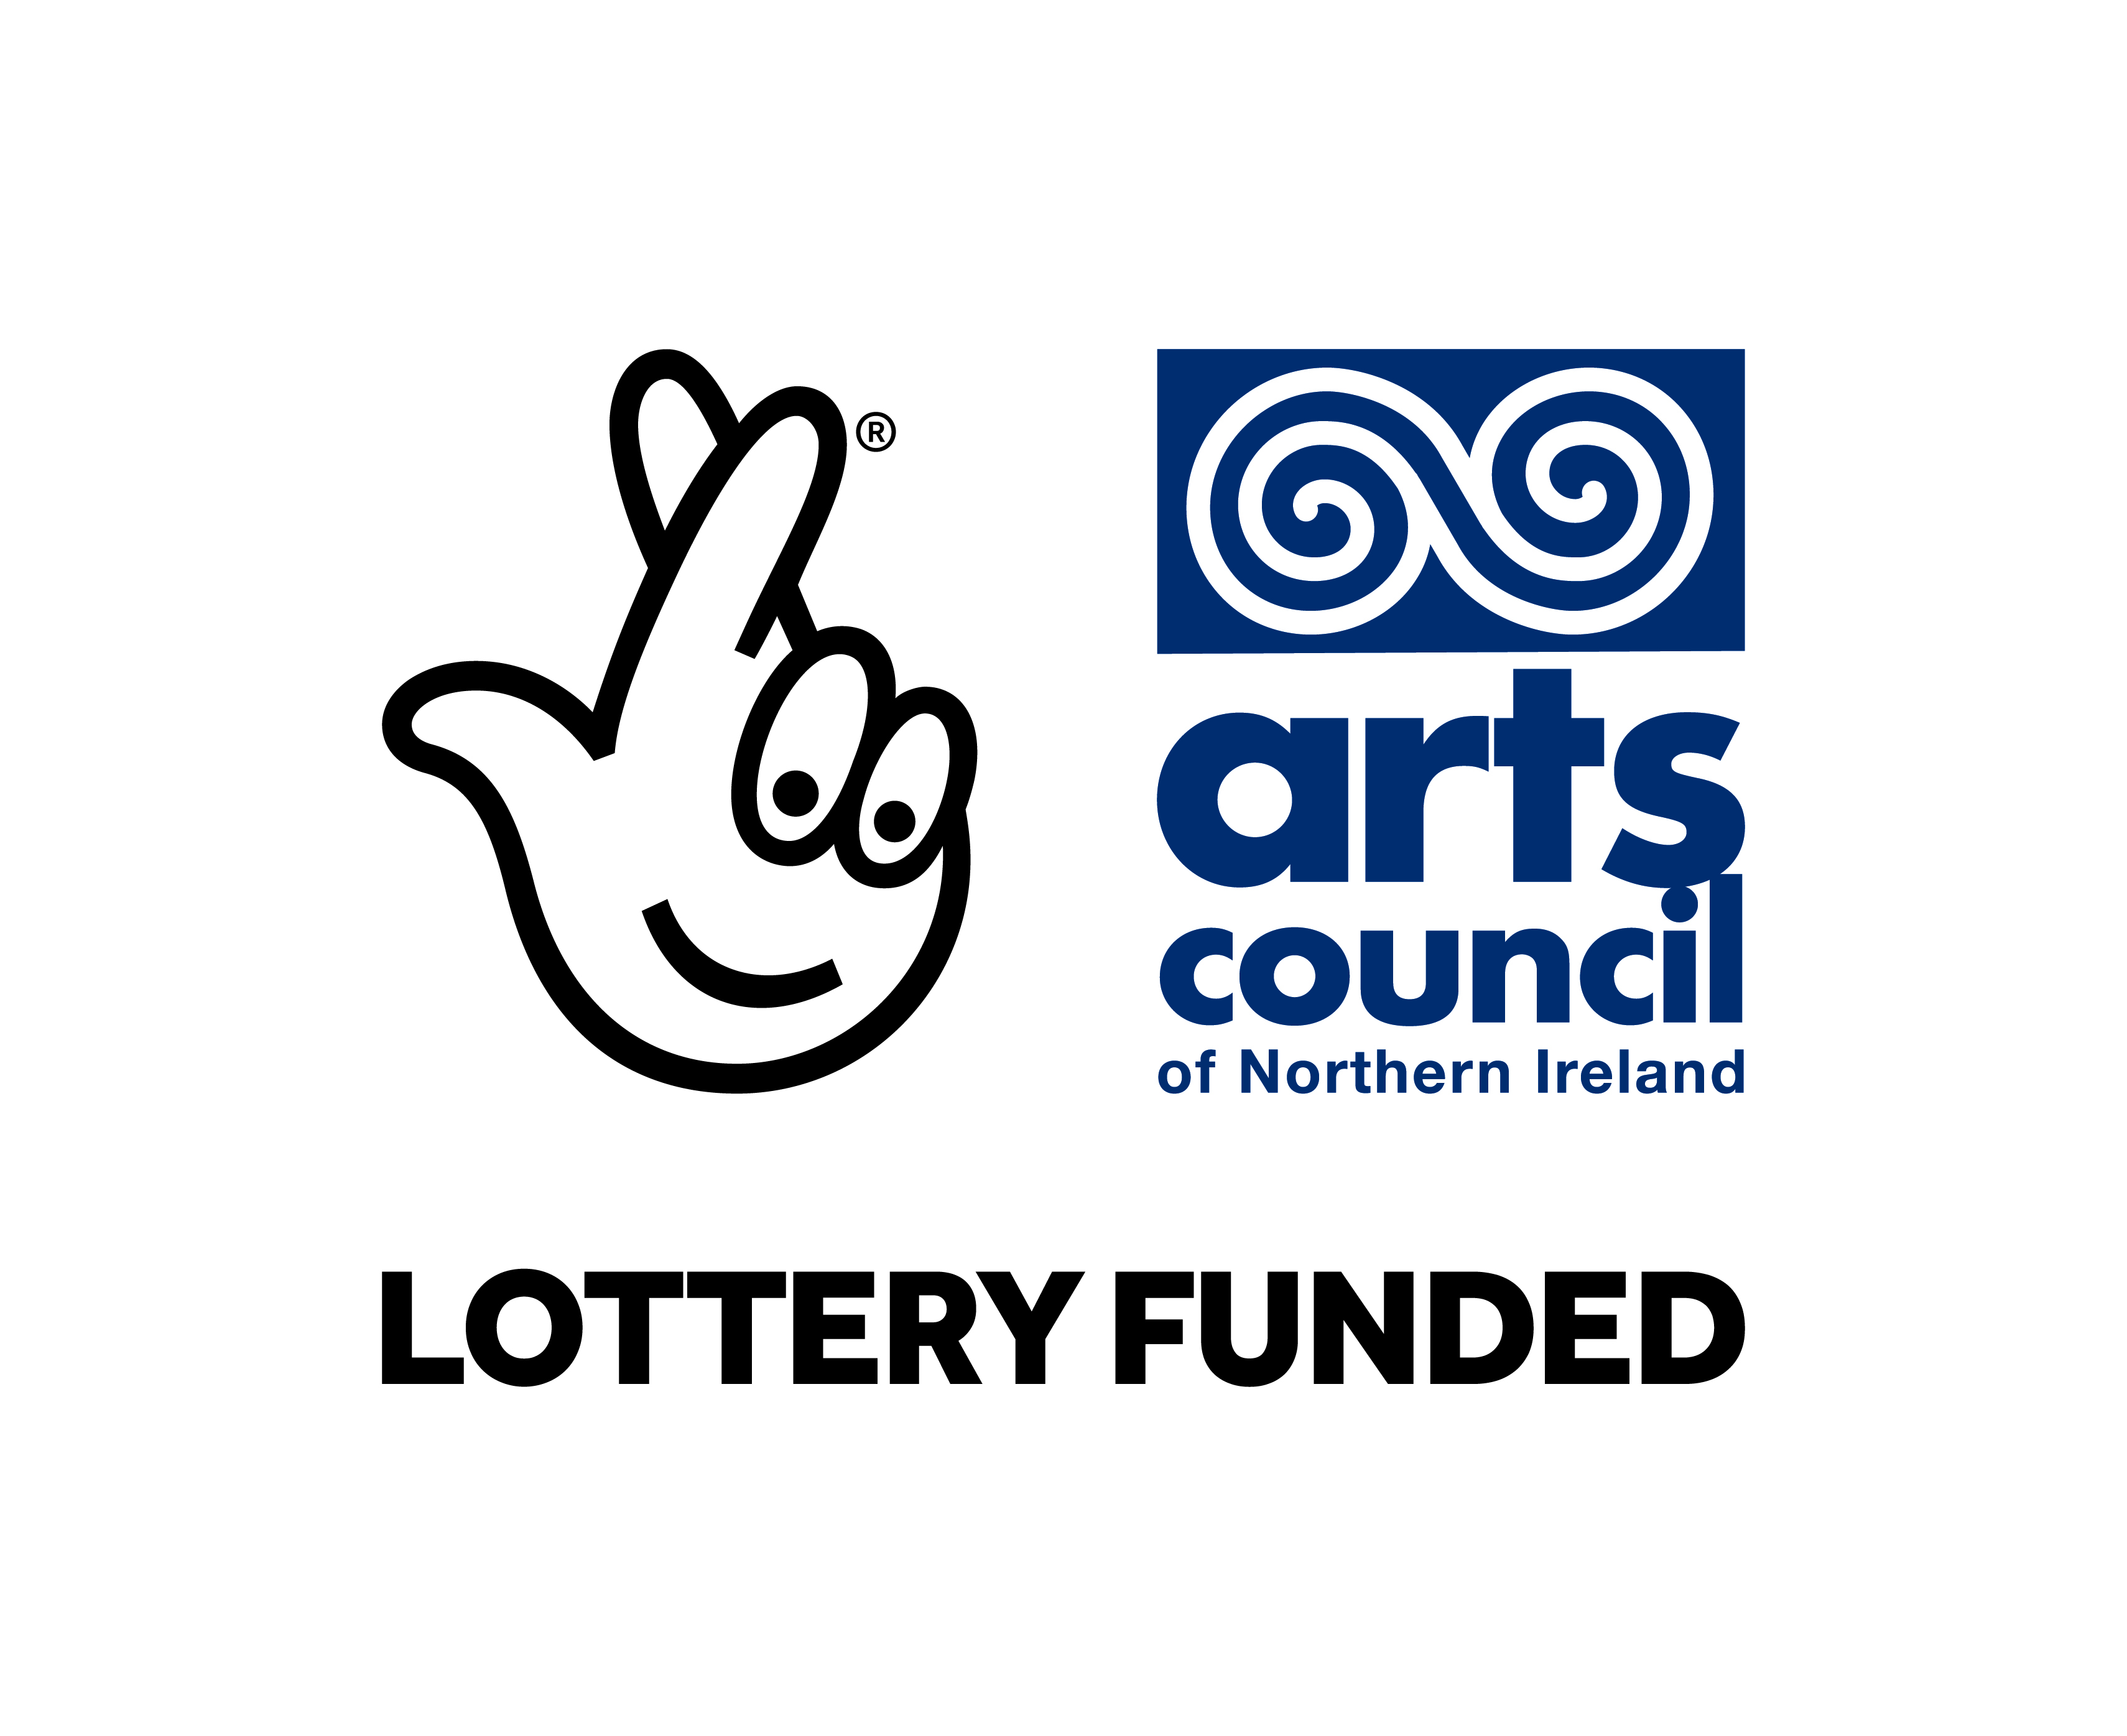 ®
arts
council
of Northern Ireland
LOTTERY FUNDED